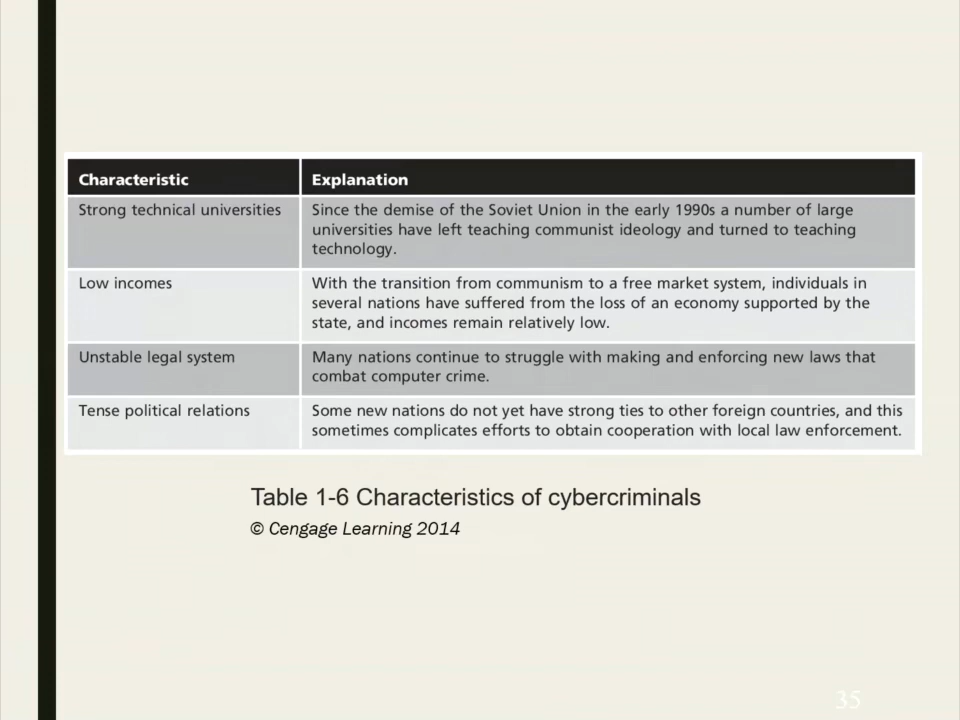 Characteristic Explanation
Strong technical universities Since the demise of the Soviet Union in the early 1990s a number of large
universities have left teaching communist ideology and turned to teaching
technology.
Low incomes With the transition from communism to a free market system, individuals in
several nations have suffered from the loss of an economy supported by the
state, and incomes remain relatively low.
Unstable legal system Many nations continue to struggle with making and enforcing new laws that
combat computer crime.
Tense political relations Some new nations do not yet have strong ties to other foreign countries, and this
sometimes complicates efforts to obtain cooperation with local law enforcement.
Table 1-6 Characteristics of cybercriminals
© Cengage Learning 2014
35